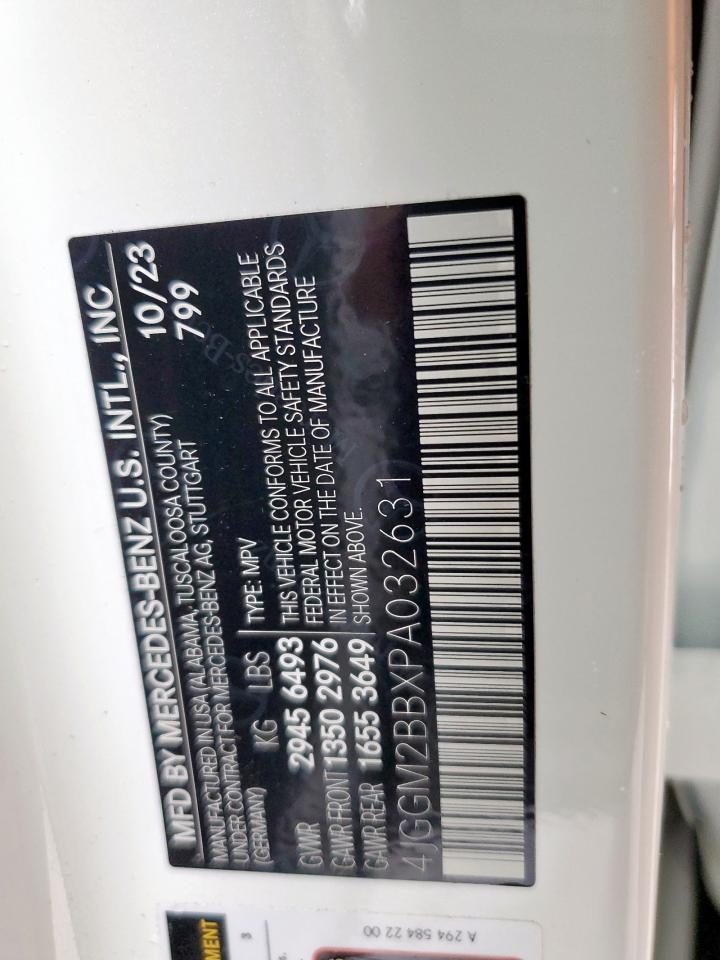 MFD BY MERCEDES-BENZ U.S. INTL., INC
MANUFACTURED IN USA (ALABAMA, TUSCALOOSA COUNTY)
UNDER CONTRACT FOR MERCEDES-BENZ AG, STUTTGART
(GERMANY)
10/23
799
KG LBS
GVWR 2945 6493
GAWR FRONT 1350 2976
GAWR REAR 1655 3649
TYPE: MPV
THIS VEHICLE CONFORMS TO ALL APPLICABLE
FEDERAL MOTOR VEHICLE SAFETY STANDARDS
IN EFFECT ON THE DATE OF MANUFACTURE
SHOWN ABOVE.
4JGGM2BBXPA032631
A 294 584 22 00